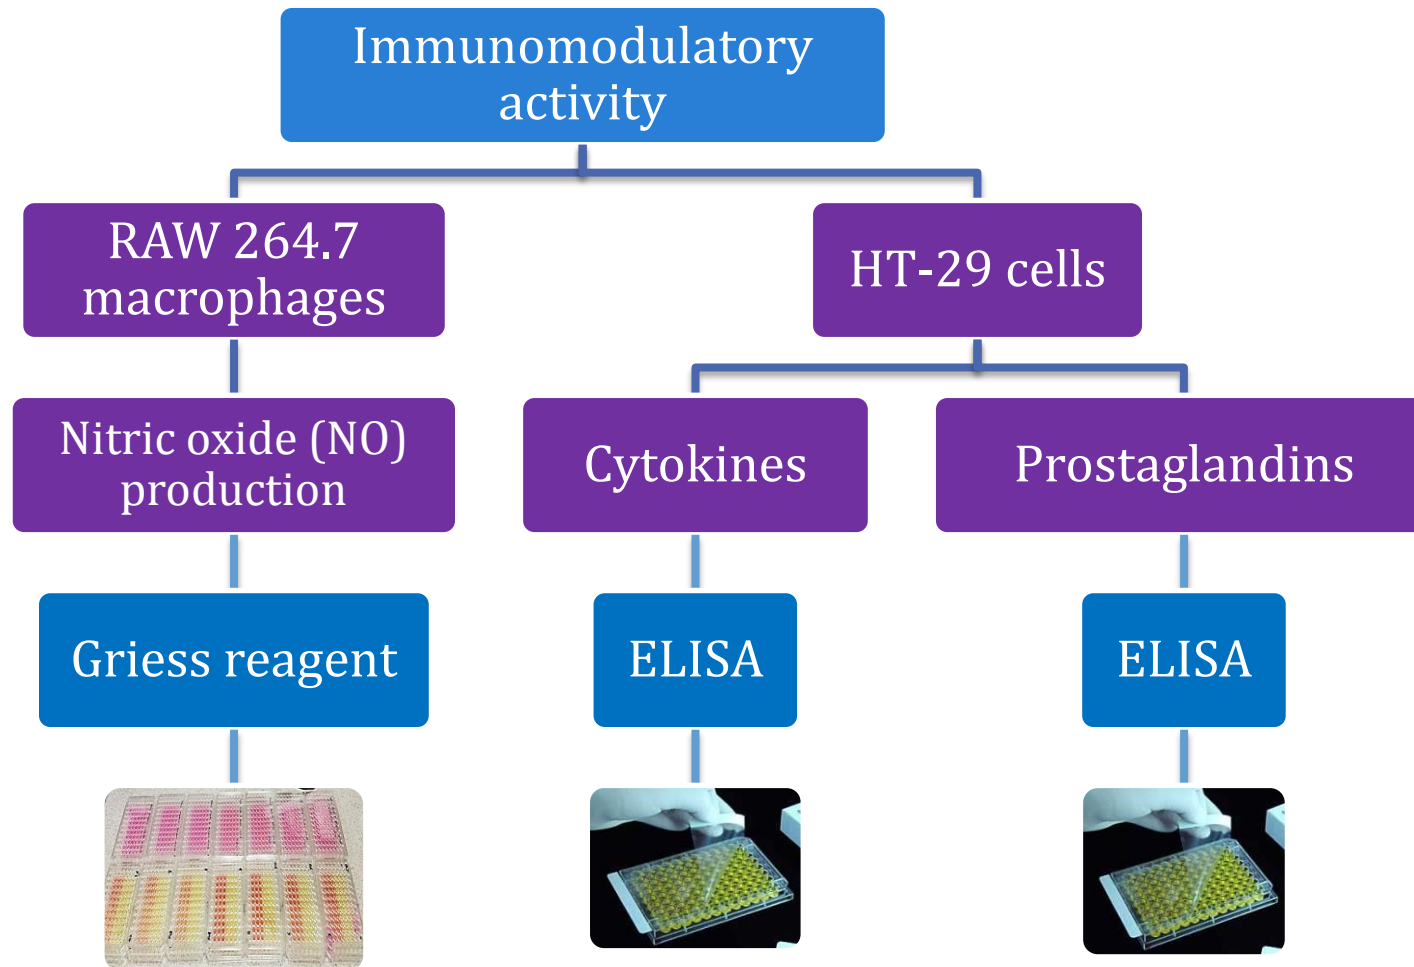 Immunomodulatory
activity
RAW 264.7
macrophages
HT-29 cells
Nitric oxide (NO)
production
Cytokines
Prostaglandins
Griess reagent
ELISA
ELISA